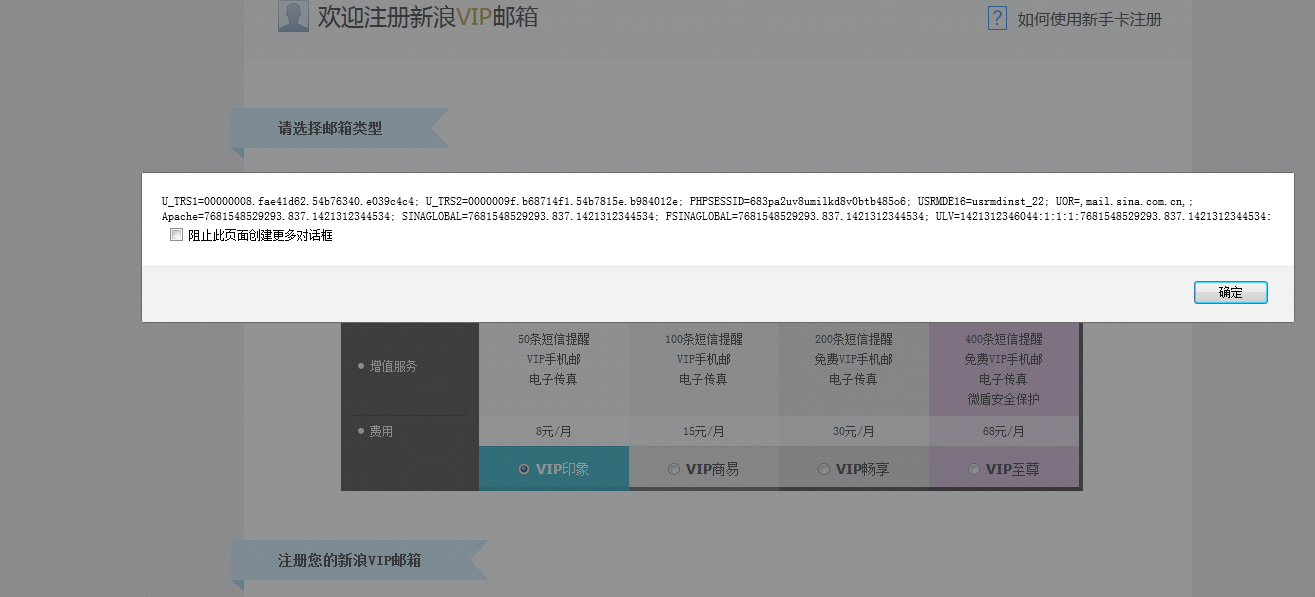 欢迎注册新浪VIP邮箱
? 如何使用新手卡注册
请选择邮箱类型
U_TRS1=00000008.fae41d62.54b76340.e039c4c4; U_TRS2=0000009f.b68714f1.54b7815e.b984012e; PHPSESSID=683pa2uv8umilkd8v0btb485o6; USRMDE16=usrmdinst_22; UOR=,mail.sina.com.cn,;
Apache=7681548529293.837.1421312344534; SINAGLOBAL=7681548529293.837.1421312344534; FSINAGLOBAL=7681548529293.837.1421312344534; ULV=1421312346044:1:1:1:7681548529293.837.1421312344534:
阻止此页面创建更多对话框
确定
50条短信提醒 100条短信提醒 200条短信提醒 400条短信提醒
VIP手机邮 VIP手机邮 免费VIP手机邮 免费VIP手机邮
增值服务
电子传真 电子传真 电子传真 电子传真
微盾安全保护
费用 8元/月 15元/月 30元/月 68元/月
VIP印象 VIP商易 VIP畅享 VIP至尊
注册您的新浪VIP邮箱